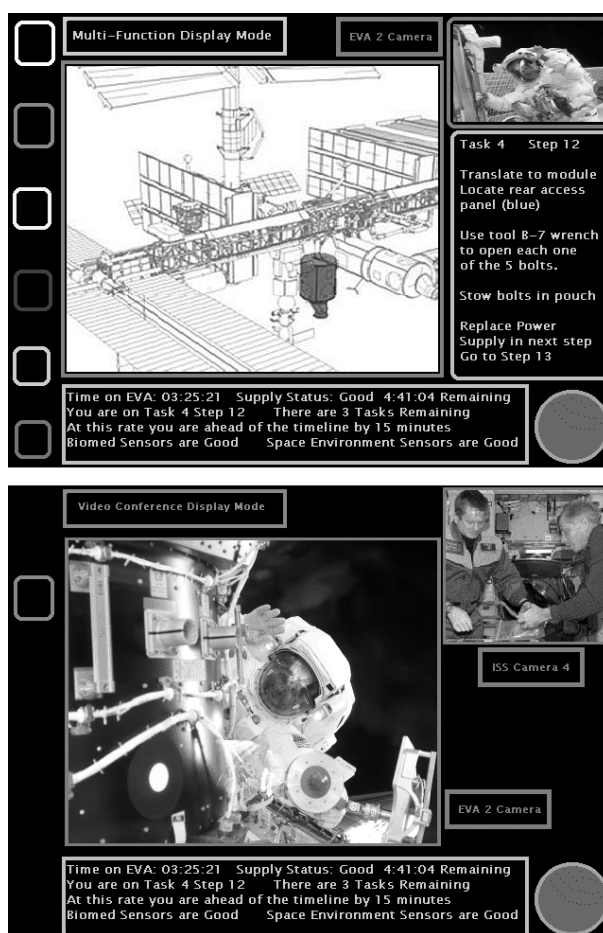 Multi-Function Display Mode
EVA 2 Camera
Task 4 Step 12
Translate to module
Locate rear access
panel (blue)
Use tool B-7 wrench
to open each one
of the 5 bolts.
Stow bolts in pouch
Replace Power
Supply in next step
Go to Step 13
Time on EVA: 03:25:21 Supply Status: Good 4:41:04 Remaining
You are on Task 4 Step 12 There are 3 Tasks Remaining
At this rate you are ahead of the timeline by 15 minutes
Biomed Sensors are Good Space Environment Sensors are Good
Video Conference Display Mode
ISS Camera 4
EVA 2 Camera
Time on EVA: 03:25:21 Supply Status: Good 4:41:04 Remaining
You are on Task 4 Step 12 There are 3 Tasks Remaining
At this rate you are ahead of the timeline by 15 minutes
Biomed Sensors are Good Space Environment Sensors are Good